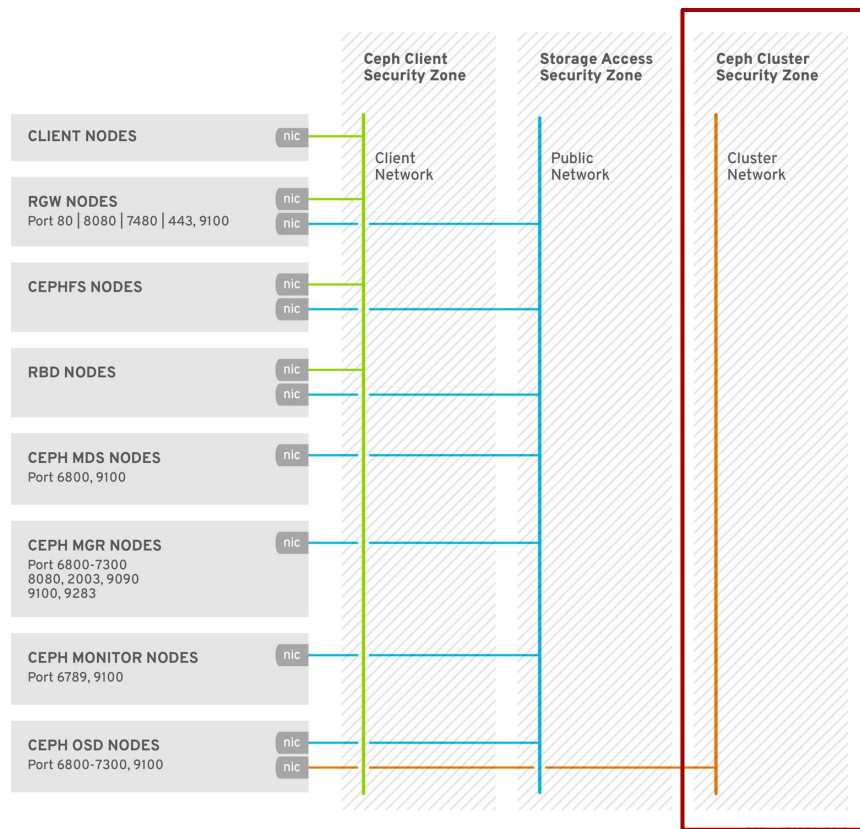 Ceph Client
Security Zone
Storage Access
Security Zone
Ceph Cluster
Security Zone
Client
Network
Public
Network
Cluster
Network
CLIENT NODES
nic
RGW NODES
Port 80 | 8080 | 7480 | 443, 9100
nic
nic
CEPHFS NODES
nic
nic
RBD NODES
nic
nic
CEPH MDS NODES
Port 6800, 9100
nic
CEPH MGR NODES
Port 6800-7300
8080, 2003, 9090
9100, 9283
nic
CEPH MONITOR NODES
Port 6789, 9100
nic
CEPH OSD NODES
Port 6800-7300, 9100
nic
nic